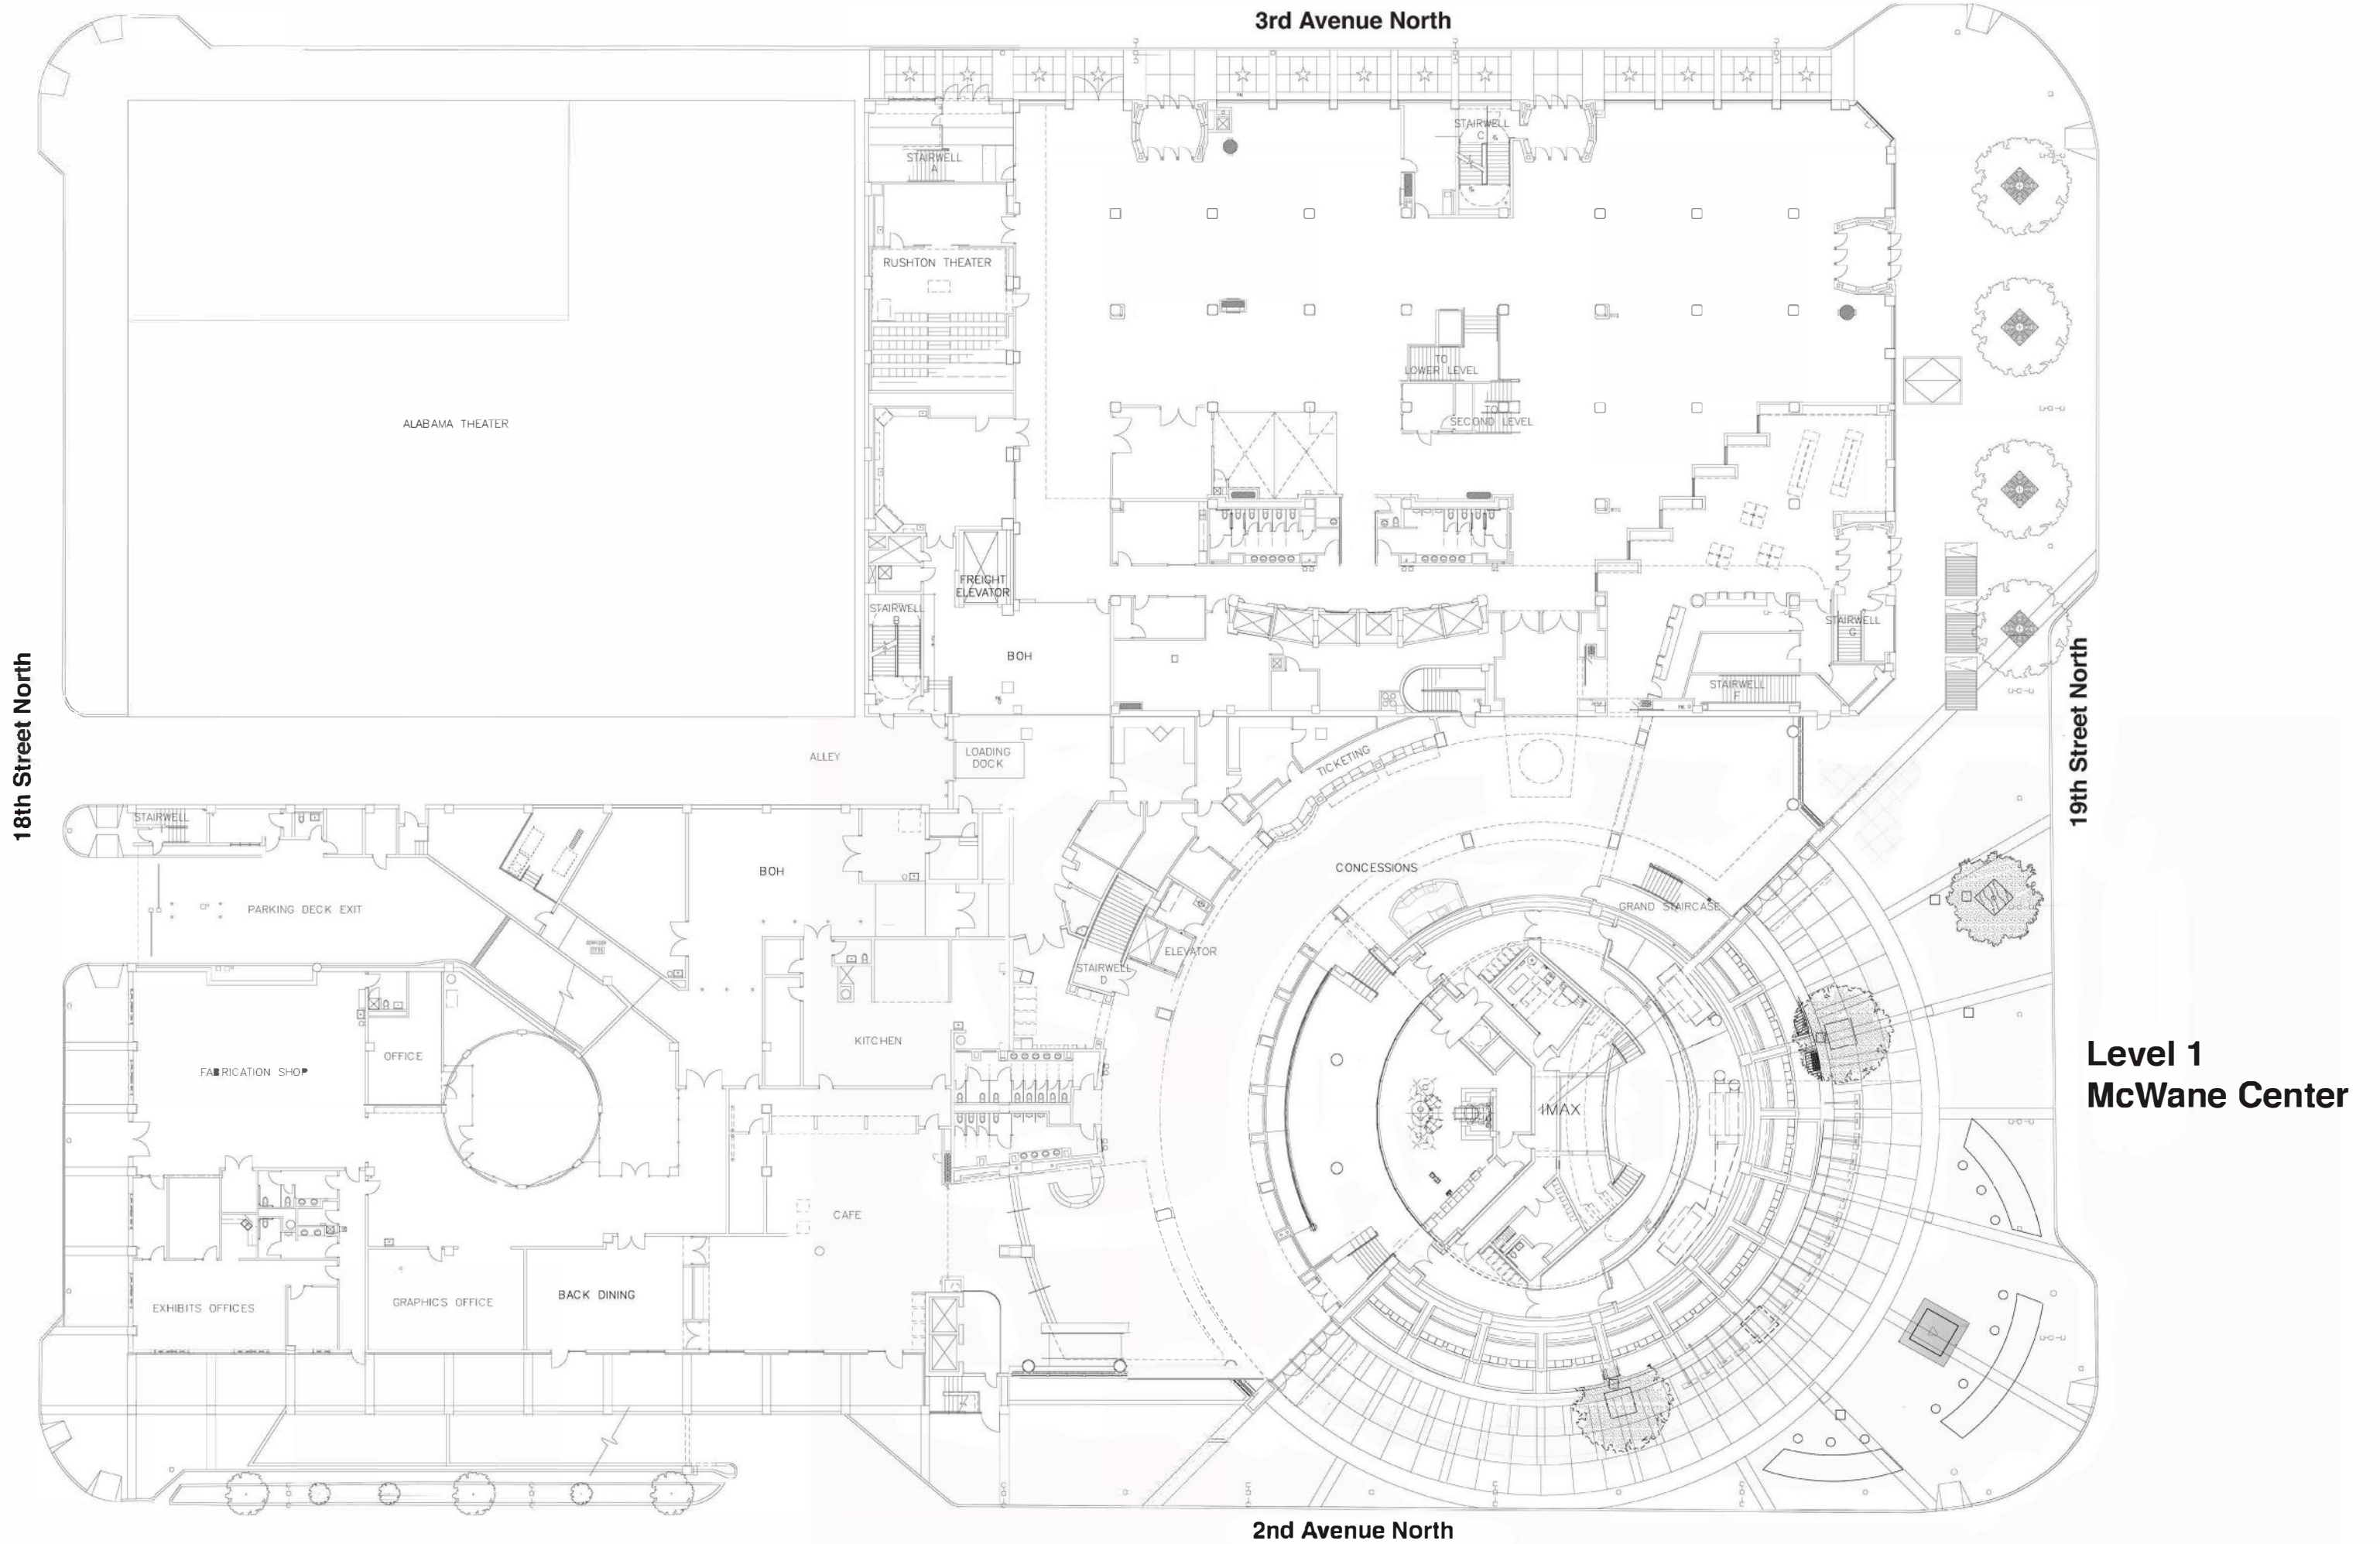 3rd Avenue North
STAIRWELL
C
STAIRWELL
A
RUSHTON THEATER
TO
LOWER LEVEL
TO
SECOND LEVEL
ALABAMA THEATER
FREIGHT
ELEVATOR
STAIRWELL
B
STAIRWELL
G
BOH
STAIRWELL
F
18th Street North
19th Street North
ALLEY
LOADING
DOCK
TICKETING
STAIRWELL
CONCESSIONS
BOH
PARKING DECK EXIT
GRAND STAIRCASE
ELEVATOR
STAIRWELL
D
KITCHEN
OFFICE
FABRICATION SHOP
IMAX
Level 1
McWane Center
CAFE
BACK DINING
GRAPHICS OFFICE
EXHIBITS OFFICES
2nd Avenue North